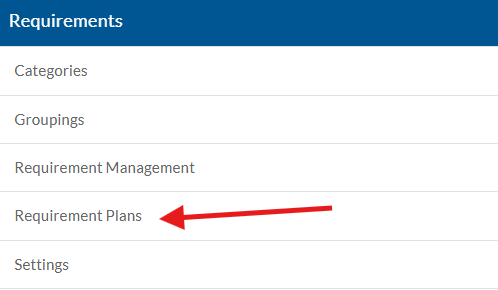 Requirements
Categories
Groupings
Requirement Management
Requirement Plans
Settings